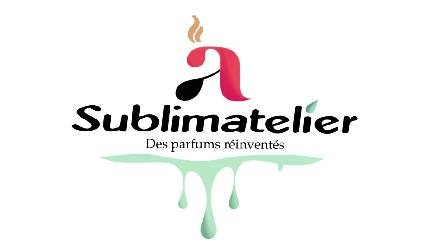 a
Sublimatelier
Des parfums réinventés